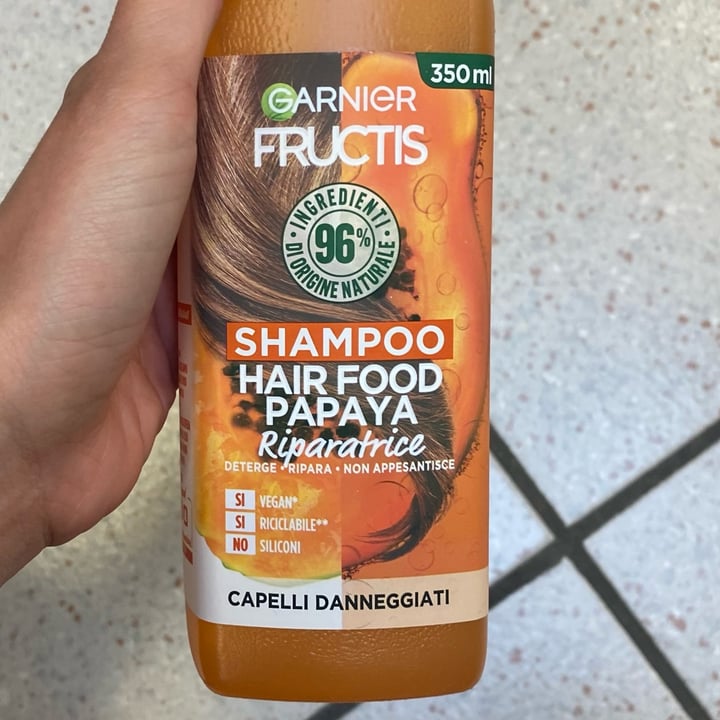 350 ml
GARNIER
FRUCTIS
INGREDIENTI
96%
DI ORIGINE NATURALE
SHAMPOO
HAIR FOOD
PAPAYA
Riparatrice
DETERGE • RIPARA • NON APPESANTISCE
SI VEGAN*
SI RICICLABILE**
NO SILICONI
CAPELLI DANNEGGIATI